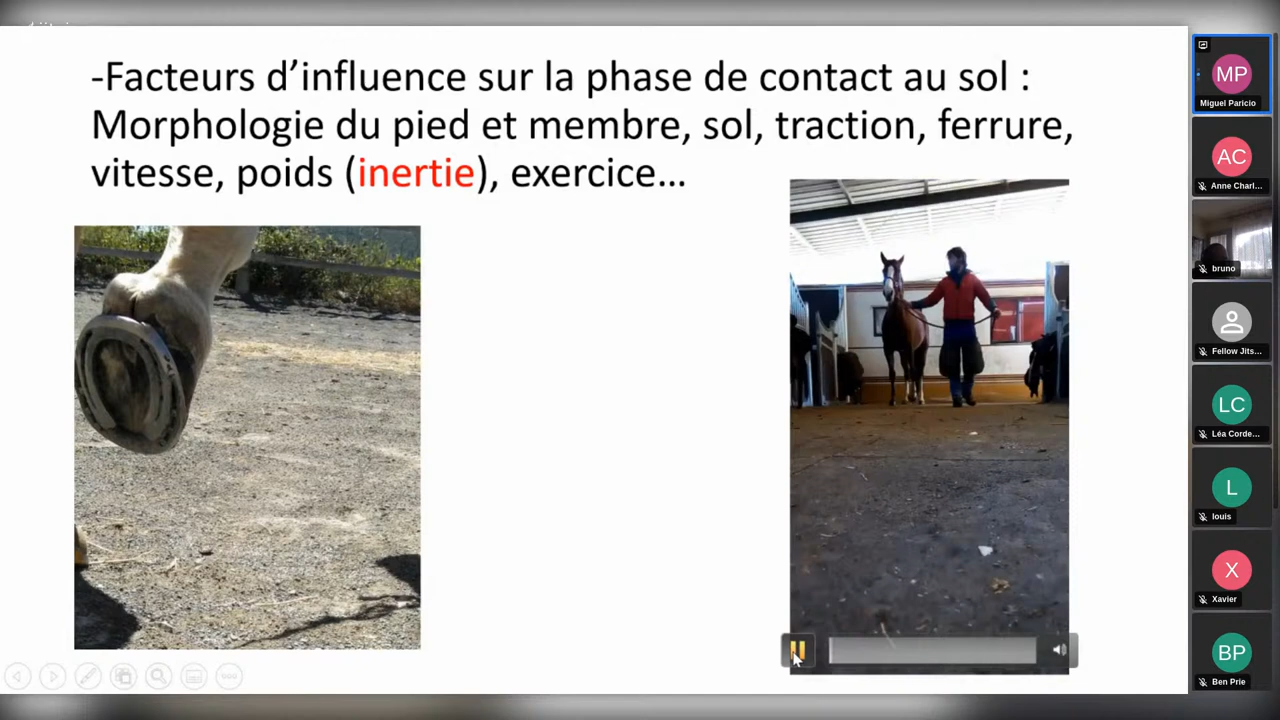 -Facteurs d’influence sur la phase de contact au sol :
Morphologie du pied et membre, sol, traction, ferrure,
vitesse, poids (inertie), exercice…
MP
Miguel Paricio
AC
Anne Charl...
bruno
Fellow Jits...
LC
Léa Corde...
L
louis
X
Xavier
BP
Ben Prie